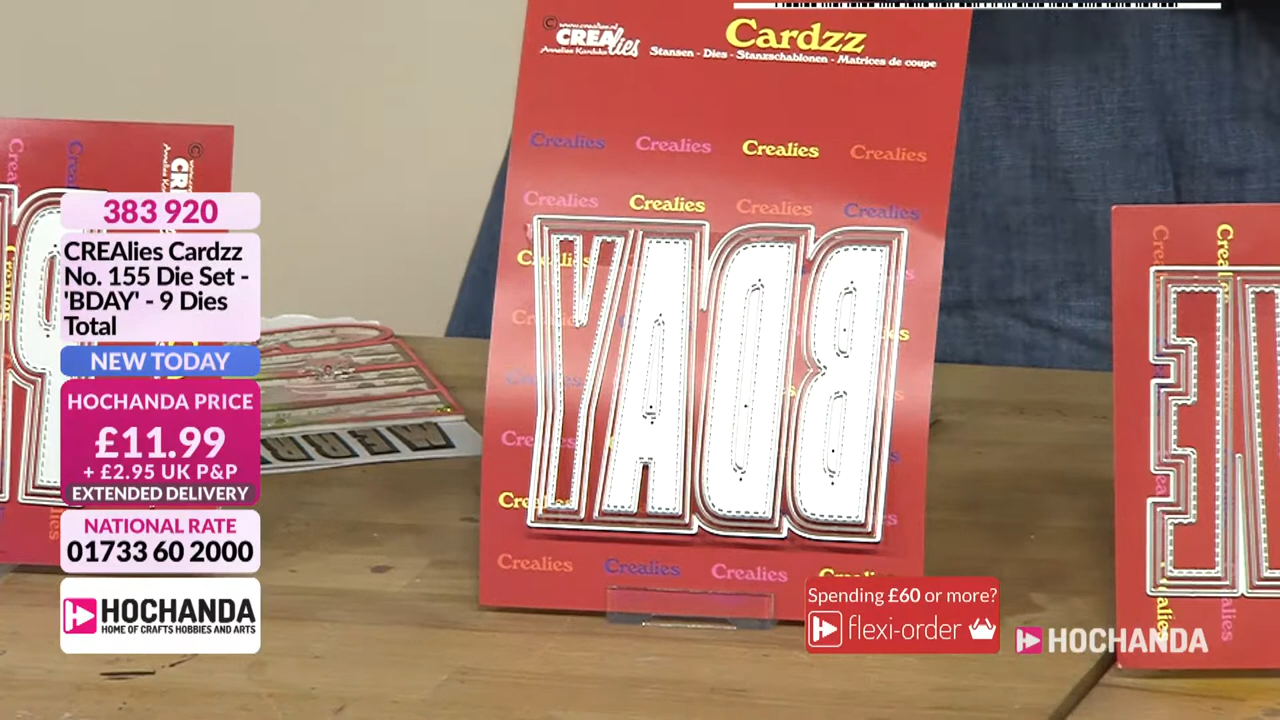 © www.crealies.nl
CREAlies
Cardzz
Stansen - Dies - Stanzschablonen - Matrices de coupe
Crealies Crealies Crealies Crealies
Crealies Crealies Crealies Crealies
YADB
Crealies Crealies Crealies Crealies
383 920
CREAlies Cardzz
No. 155 Die Set -
'BDAY' - 9 Dies
Total
NEW TODAY
HOCHANDA PRICE
£11.99
+ £2.95 UK P&P
EXTENDED DELIVERY
NATIONAL RATE
01733 60 2000
HOCHANDA
HOME OF CRAFTS HOBBIES AND ARTS
MERR
Spending £60 or more?
flexi-order
HOCHANDA